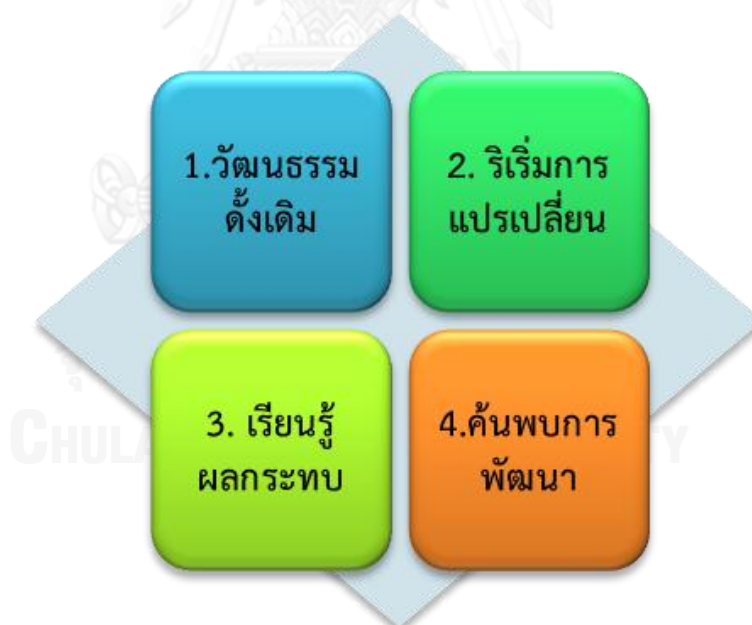 1.วัฒนธรรม
ดั้งเดิม
2. ริเริ่มการ
แปรเปลี่ยน
3. เรียนรู้
ผลกระทบ
4.ค้นพบการ
พัฒนา